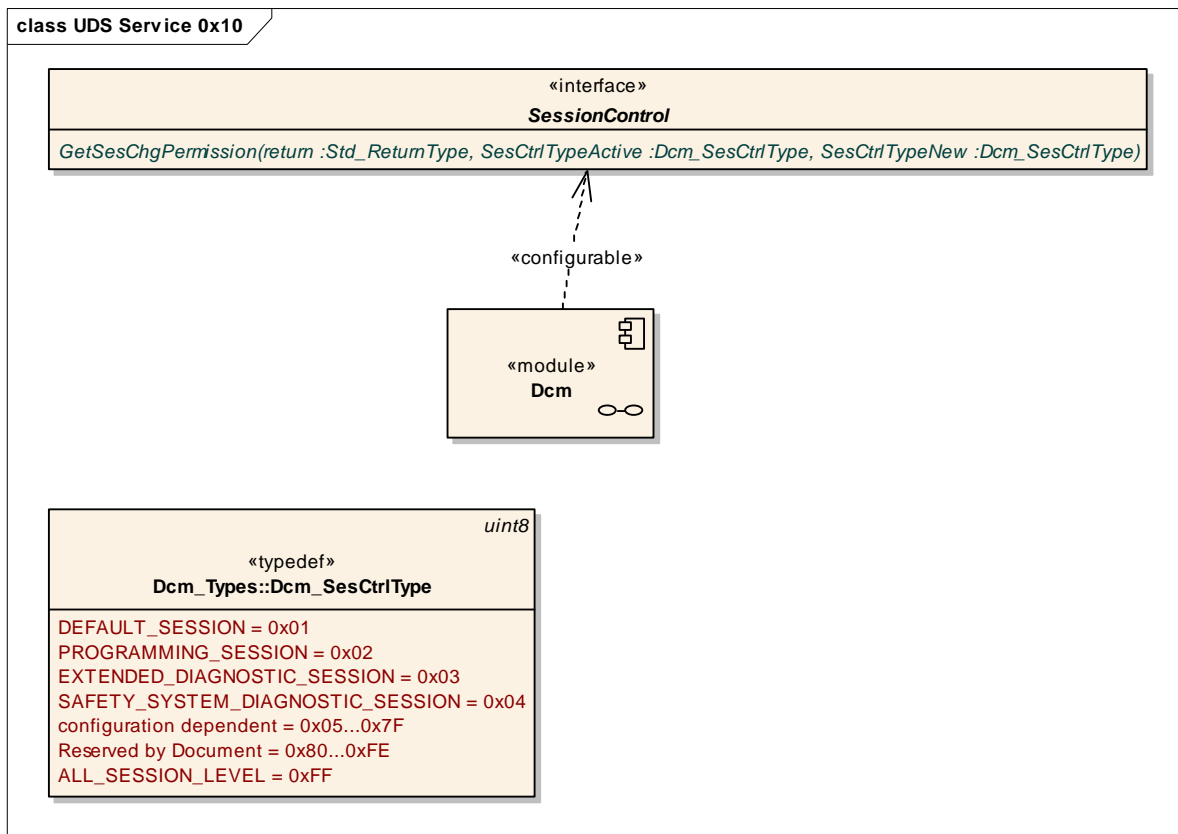 class UDS Service 0x10
«interface»
SessionControl
GetSesChgPermission(return :Std_ReturnType, SesCtrlTypeActive :Dcm_SesCtrlType, SesCtrlTypeNew :Dcm_SesCtrlType)
«configurable»
«module»
Dcm
uint8
«typedef»
Dcm_Types::Dcm_SesCtrlType
DEFAULT_SESSION = 0x01
PROGRAMMING_SESSION = 0x02
EXTENDED_DIAGNOSTIC_SESSION = 0x03
SAFETY_SYSTEM_DIAGNOSTIC_SESSION = 0x04
configuration dependent = 0x05...0x7F
Reserved by Document = 0x80...0xFE
ALL_SESSION_LEVEL = 0xFF